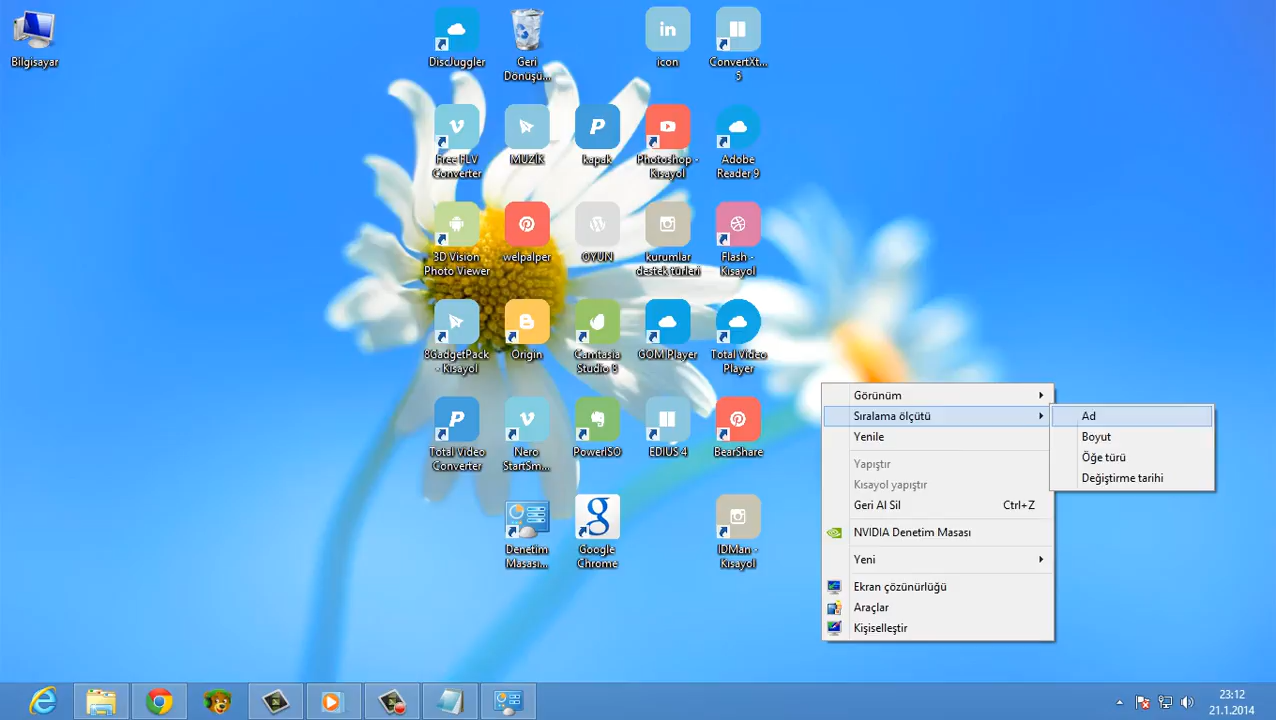 Bilgisayar
DiscJuggler
Geri
Dönüşü...
icon
ConvertXt...
5
Free FLV
Converter
MUZİK
kapak
Photoshop -
Kısayol
Adobe
Reader 9
3D Vision
Photo Viewer
welpalper
OYUN
kurumlar
destek türleri
Flash -
Kısayol
8GadgetPack
- Kısayol
Origin
Camtasia
Studio 8
GOM Player
Total Video
Player
Total Video
Converter
Nero
StartSm...
PowerISO
EDIUS 4
BearShare
Denetim
Masası...
Google
Chrome
IDMan -
Kısayol
Görünüm
Sıralama ölçütü
Yenile
Yapıştır
Kısayol yapıştır
Geri Al Sil Ctrl+Z
NVIDIA Denetim Masası
Yeni
Ekran çözünürlüğü
Araçlar
Kişiselleştir
Ad
Boyut
Öğe türü
Değiştirme tarihi
23:12
21.1.2014